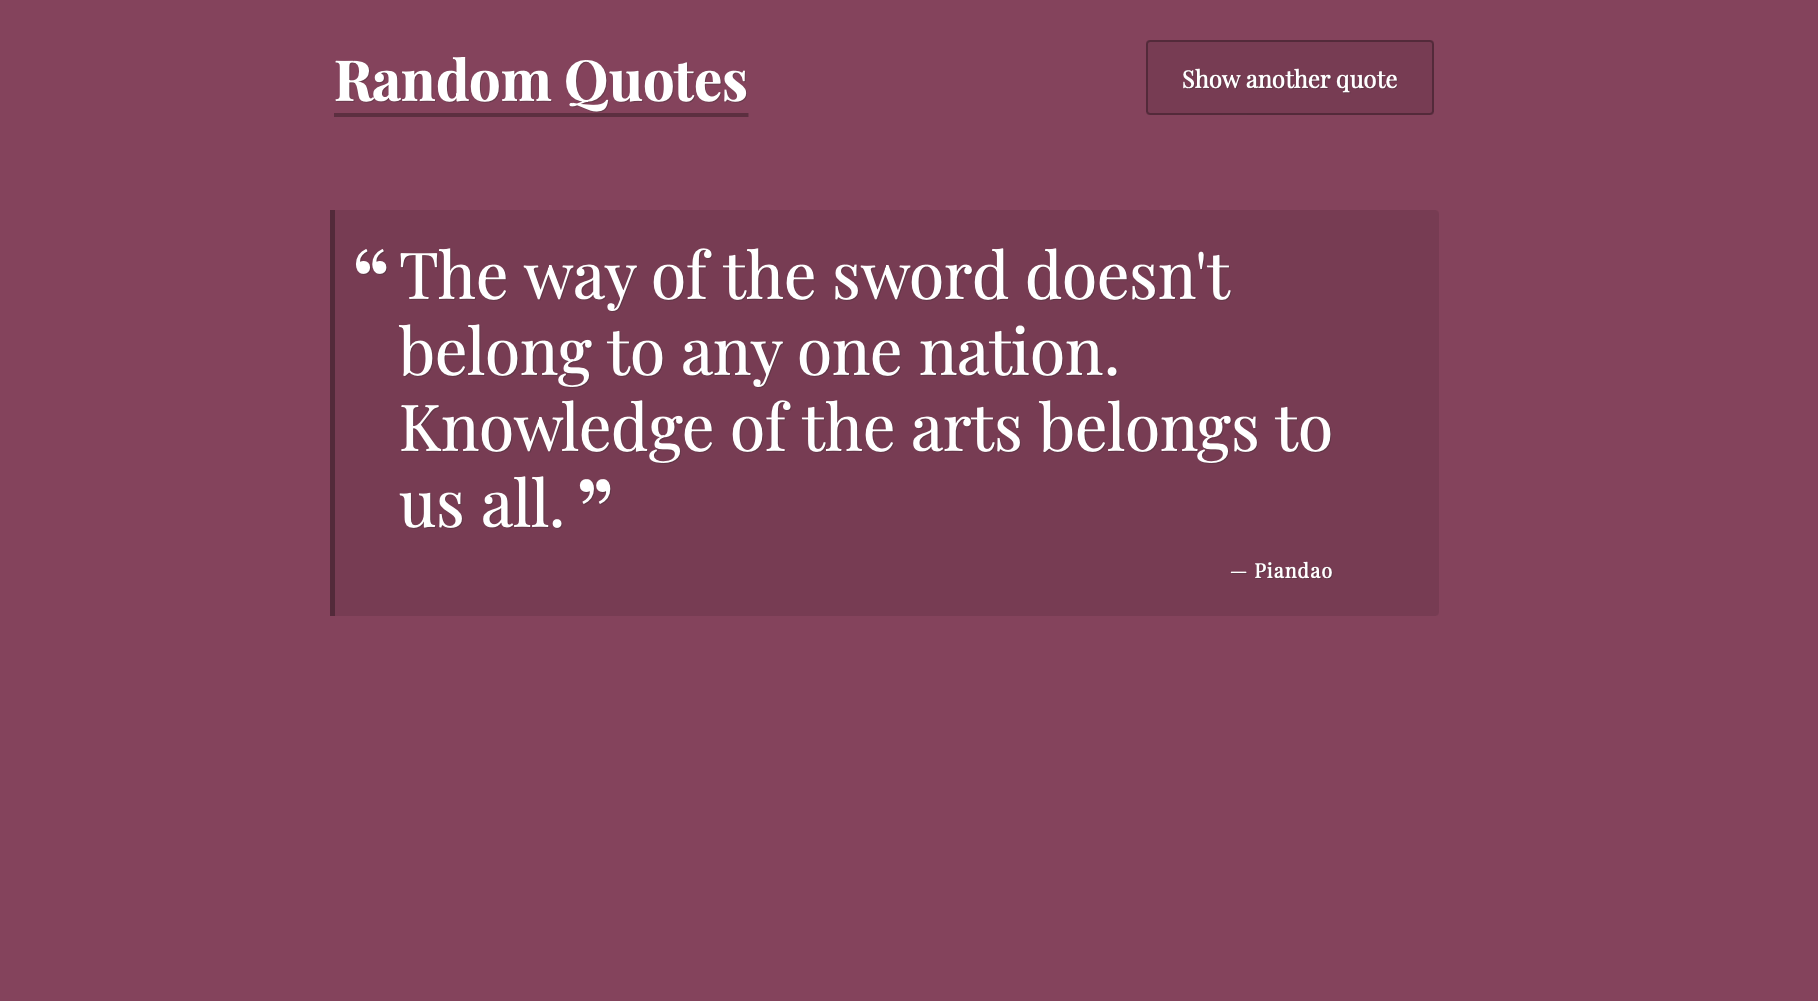 Random Quotes
Show another quote
“ The way of the sword doesn't
belong to any one nation.
Knowledge of the arts belongs to
us all. ”
— Piandao